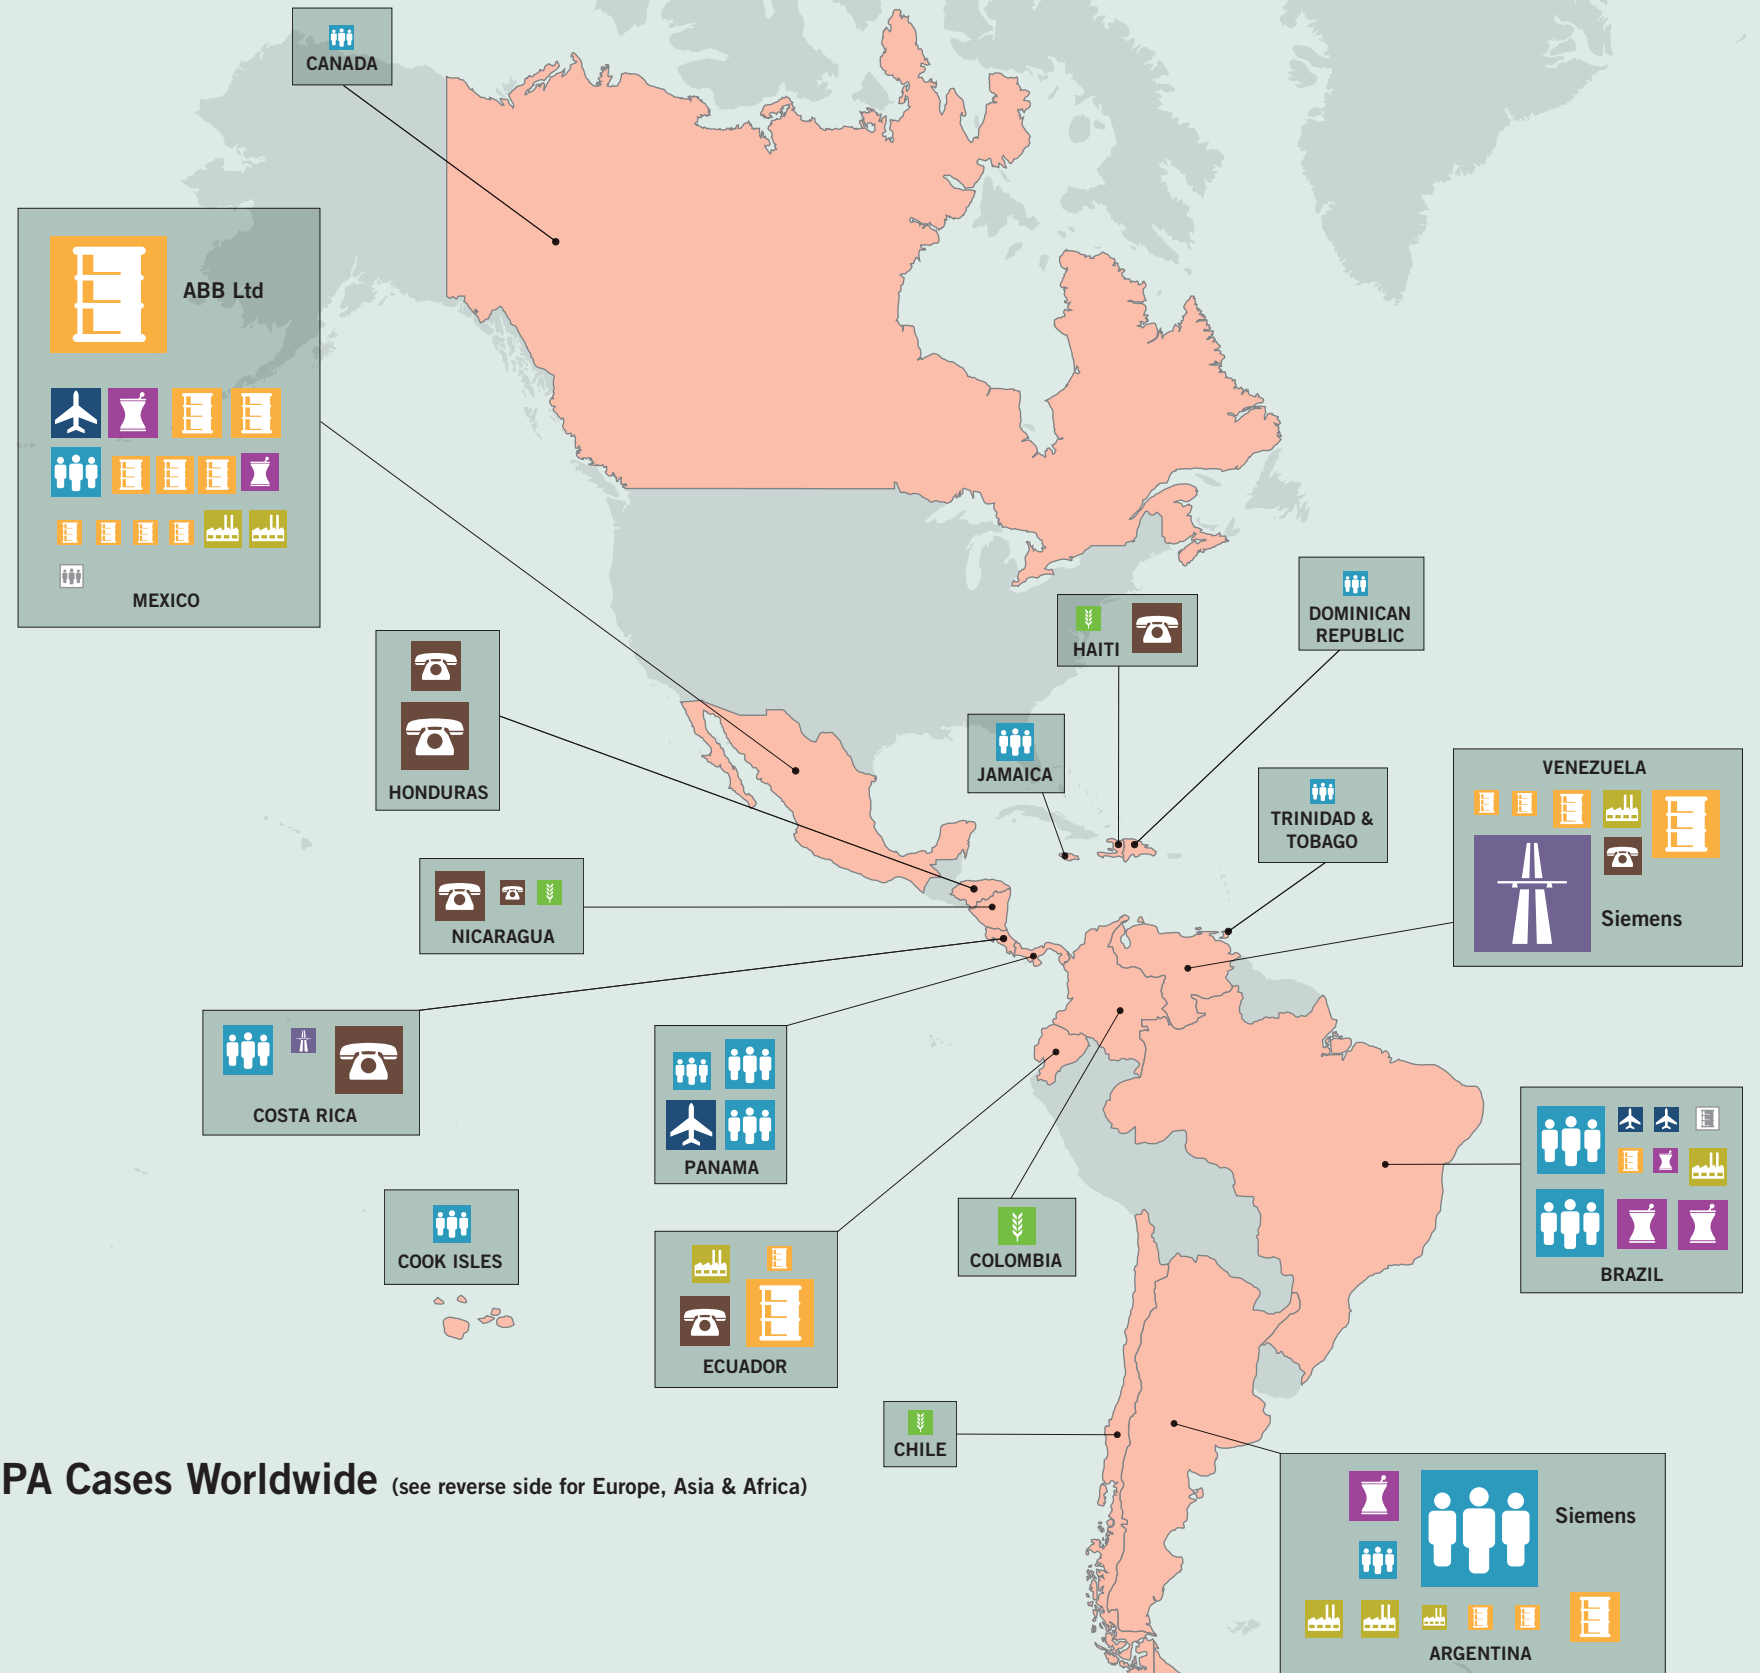 CANADA
ABB Ltd
MEXICO
DOMINICAN
REPUBLIC
HAITI
HONDURAS
JAMAICA
VENEZUELA
Siemens
TRINIDAD &
TOBAGO
NICARAGUA
COSTA RICA
PANAMA
COOK ISLES
COLOMBIA
BRAZIL
ECUADOR
CHILE
PA Cases Worldwide (see reverse side for Europe, Asia & Africa)
Siemens
ARGENTINA